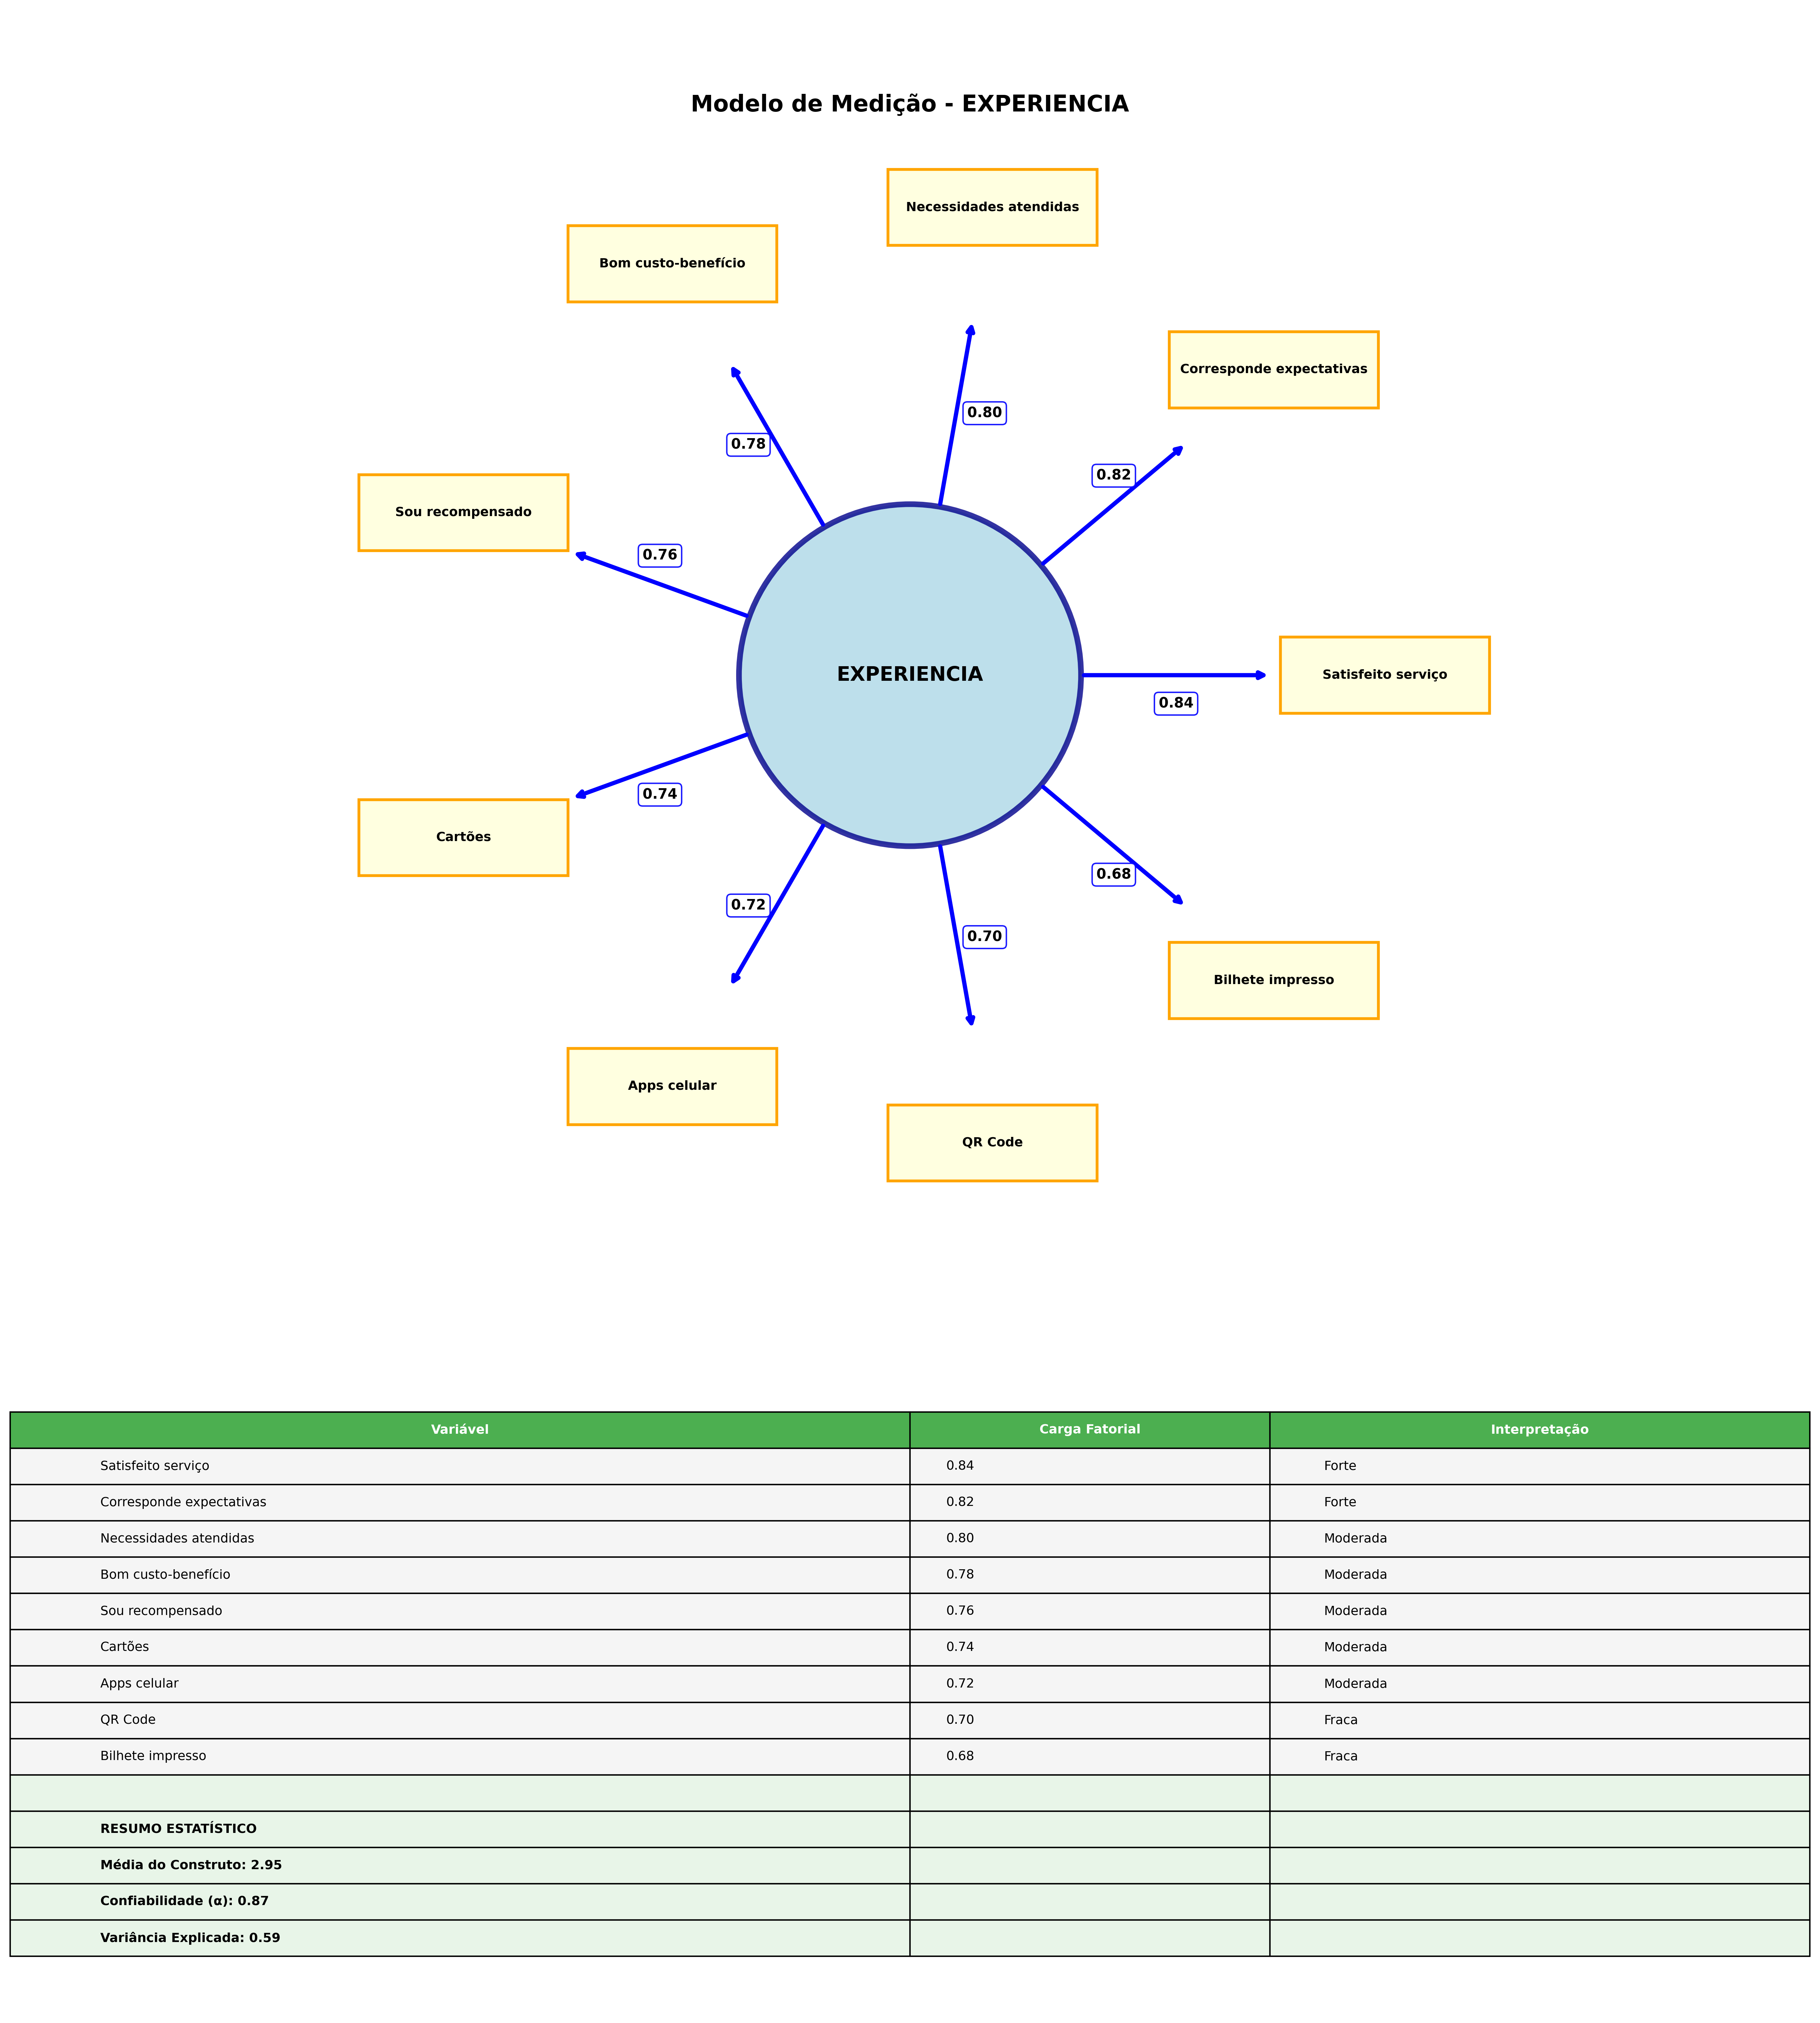 Modelo de Medição - EXPERIENCIA
Necessidades atendidas
Bom custo-benefício
Corresponde expectativas
0.80
0.78
0.82
Sou recompensado
0.76
EXPERIENCIA
Satisfeito serviço
0.84
0.74
Cartões
0.68
0.72
0.70
Bilhete impresso
Apps celular
QR Code
Variável Carga Fatorial Interpretação
Satisfeito serviço 0.84 Forte
Corresponde expectativas 0.82 Forte
Necessidades atendidas 0.80 Moderada
Bom custo-benefício 0.78 Moderada
Sou recompensado 0.76 Moderada
Cartões 0.74 Moderada
Apps celular 0.72 Moderada
QR Code 0.70 Fraca
Bilhete impresso 0.68 Fraca
RESUMO ESTATÍSTICO
Média do Construto: 2.95
Confiabilidade (α): 0.87
Variância Explicada: 0.59